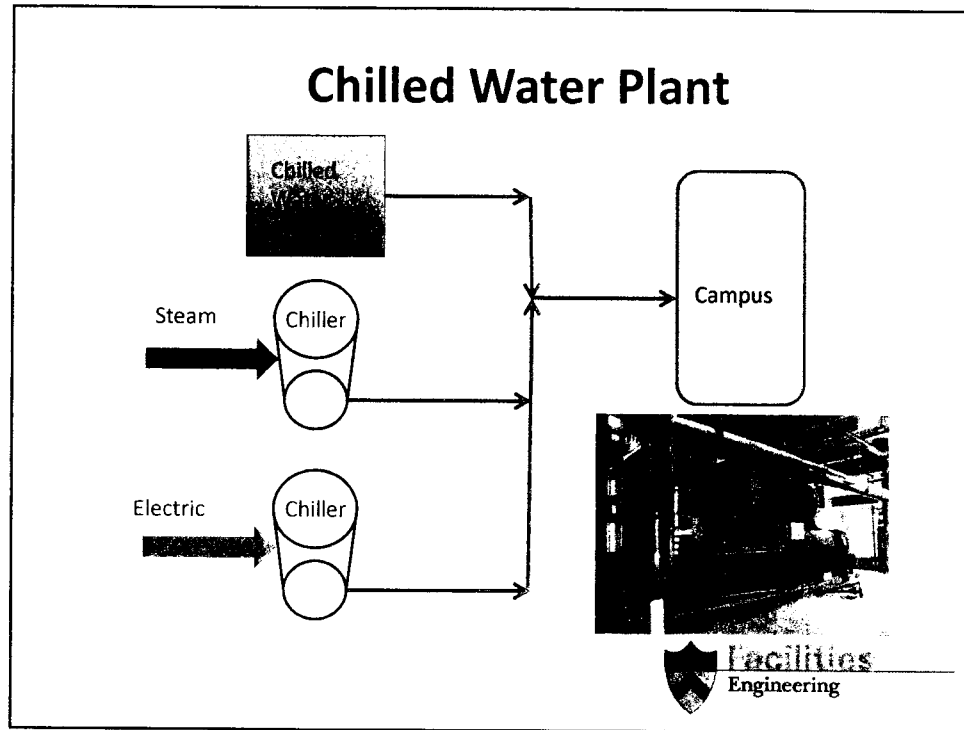 Chilled Water Plant
Chilled
Steam
Chiller
Campus
Electric
Chiller
Facilities
Engineering